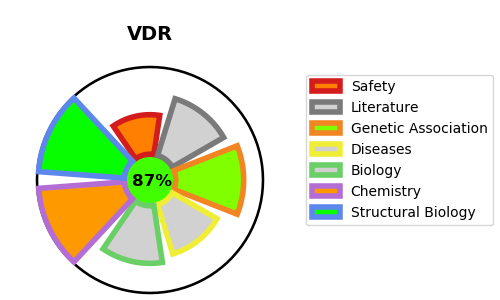 VDR
87%
Safety
Literature
Genetic Association
Diseases
Biology
Chemistry
Structural Biology